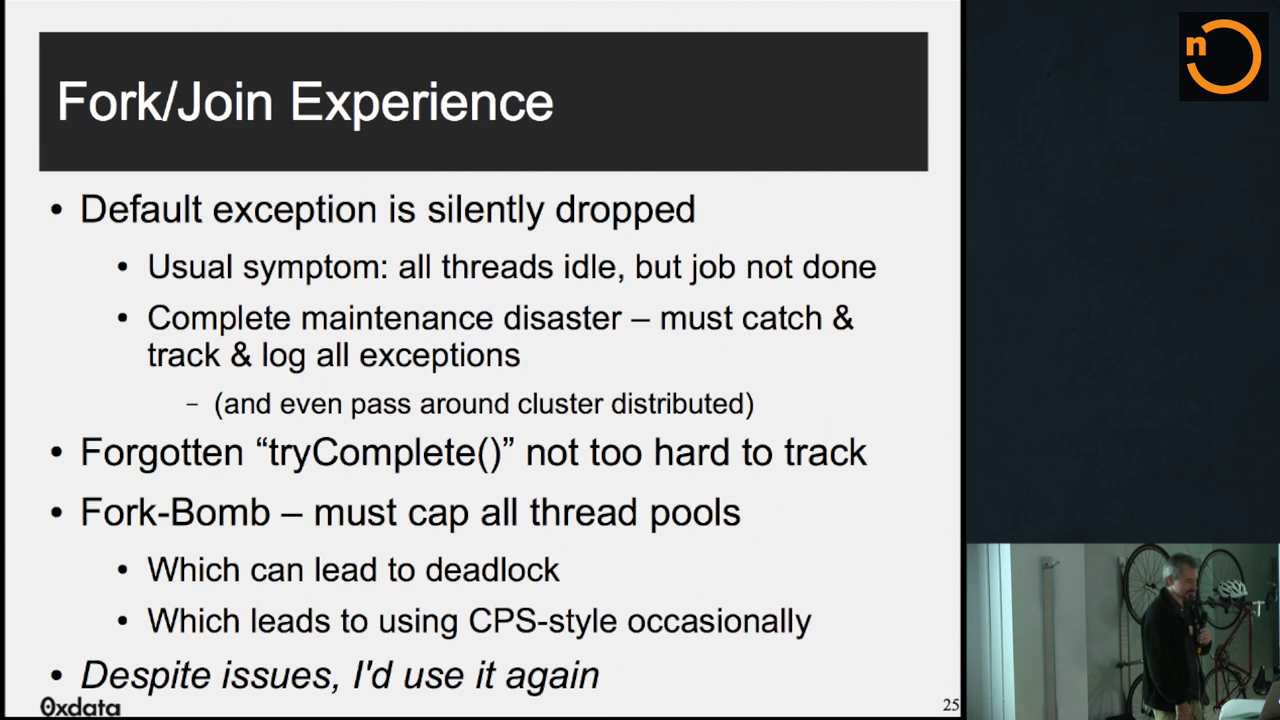 n
Fork/Join Experience
• Default exception is silently dropped
• Usual symptom: all threads idle, but job not done
• Complete maintenance disaster – must catch &
track & log all exceptions
– (and even pass around cluster distributed)
• Forgotten “tryComplete()” not too hard to track
• Fork-Bomb – must cap all thread pools
• Which can lead to deadlock
• Which leads to using CPS-style occasionally
• Despite issues, I'd use it again
0xdata
25